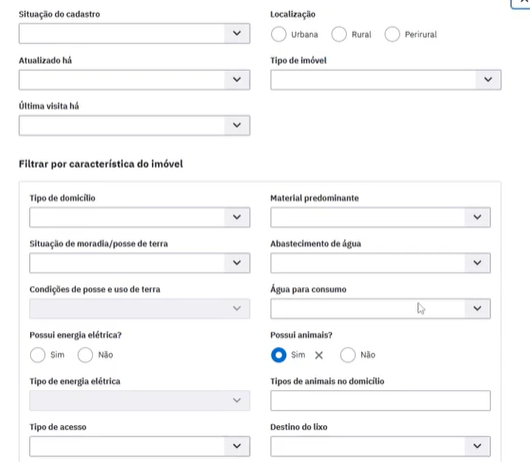 Situação do cadastro
Localização
Urbana
Rural
Perirural
Atualizado há
Tipo de imóvel
Última visita há
Filtrar por característica do imóvel
Tipo de domicílio
Material predominante
Situação de moradia/posse de terra
Abastecimento de água
Condições de posse e uso de terra
Água para consumo
Possui energia elétrica?
Possui animais?
Sim
Não
Sim
Não
Tipo de energia elétrica
Tipos de animais no domicílio
Tipo de acesso
Destino do lixo